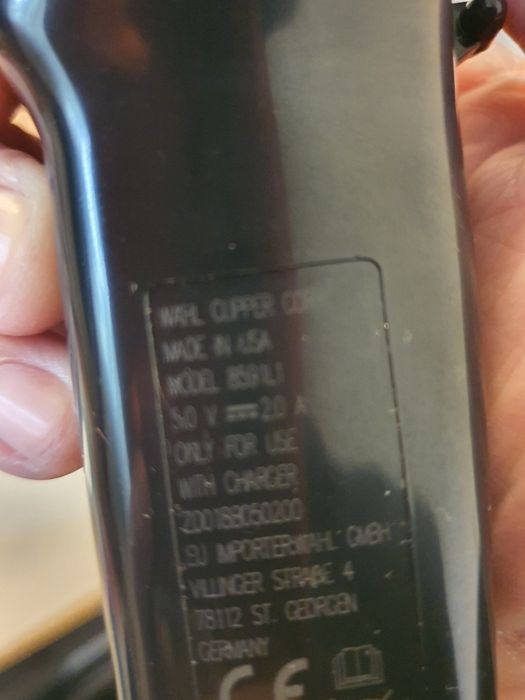 WAHL CLIPPER CORP
MADE IN USA
MODEL 8591L1
5.0 V ⎓ 2.0 A
ONLY FOR USE
WITH CHARGER
ZD018B050200
EU IMPORTER:WAHL GMBH
VILLINGER STRAßE 4
78112 ST. GEORGEN
GERMANY
CE